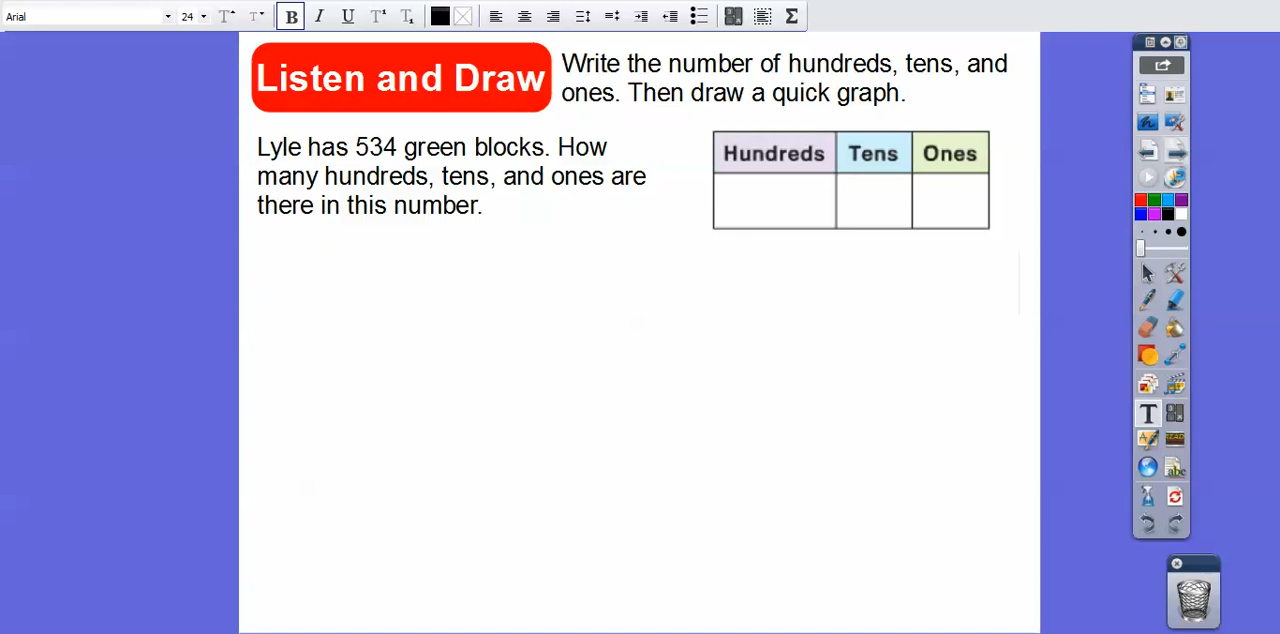 Arial 24 B I U T T Σ
Listen and Draw
Write the number of hundreds, tens, and
ones. Then draw a quick graph.
Lyle has 534 green blocks. How
many hundreds, tens, and ones are
there in this number.
Hundreds Tens Ones
T
abc